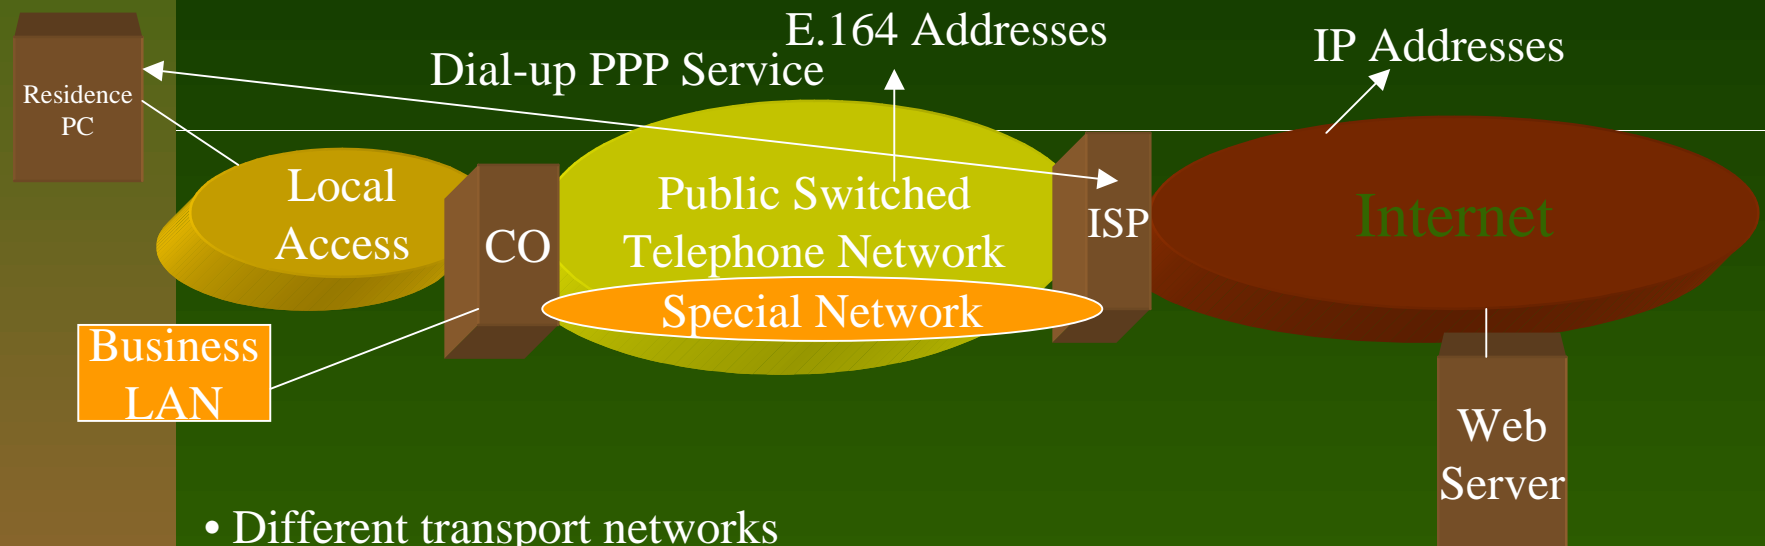 E.164 Addresses
IP Addresses
Dial-up PPP Service
Residence
PC
Local
Access
CO
Public Switched
Telephone Network
Special Network
ISP
Internet
Business
LAN
Web
Server
• Different transport networks